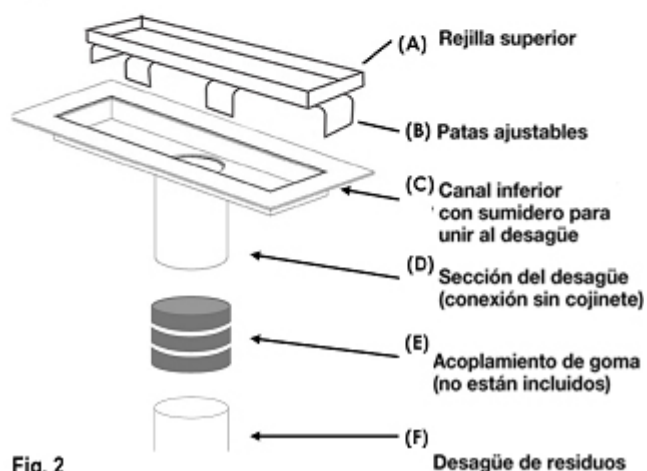 (A) Rejilla superior
(B) Patas ajustables
(C) Canal inferior
con sumidero para
unir al desagüe
(D) Sección del desagüe
(conexión sin cojinete)
(E) Acoplamiento de goma
(no están incluidos)
(F) Desagüe de residuos
Fig. 2